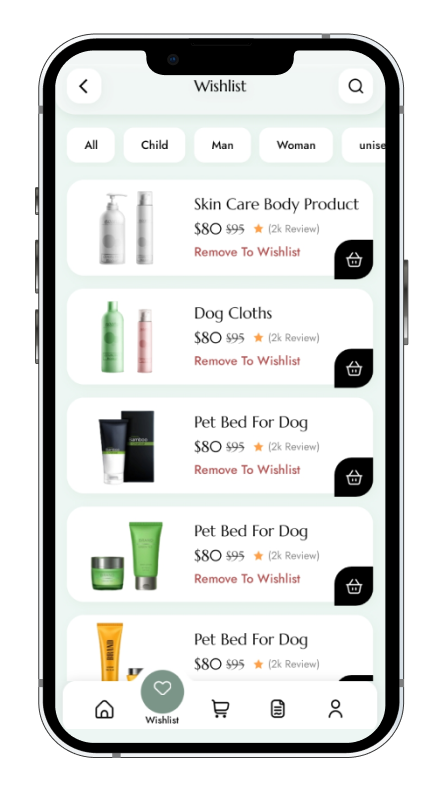 Wishlist
All
Child
Man
Woman
unise
Skin Care Body Product
$80 $95 (2k Review)
Remove To Wishlist
Dog Cloths
$80 $95 (2k Review)
Remove To Wishlist
Pet Bed For Dog
$80 $95 (2k Review)
Remove To Wishlist
Pet Bed For Dog
$80 $95 (2k Review)
Remove To Wishlist
BRAND
Pet Bed For Dog
$80 $95 (2k Review)
Wishlist